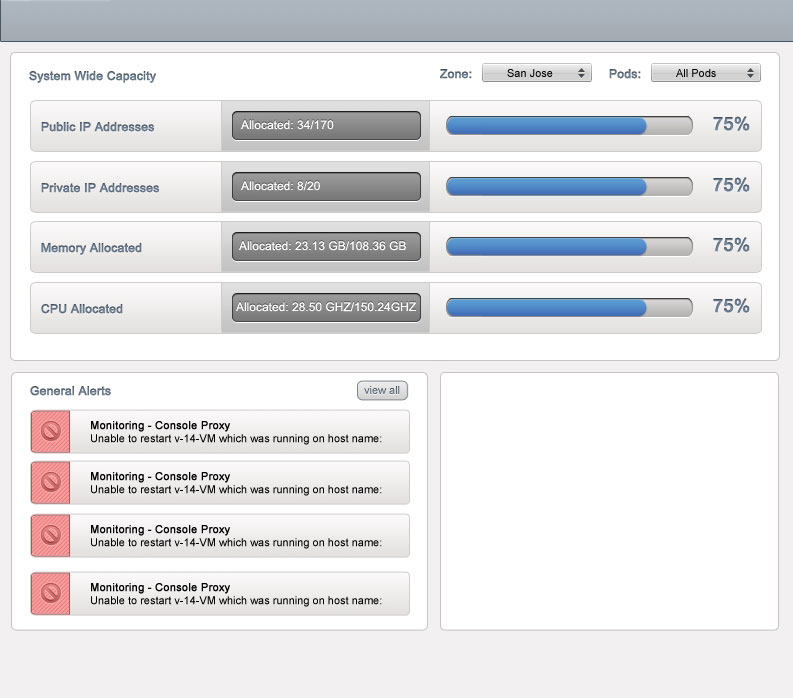 System Wide Capacity Zone: San Jose Pods: All Pods
Public IP Addresses Allocated: 34/170 75%
Private IP Addresses Allocated: 8/20 75%
Memory Allocated Allocated: 23.13 GB/108.36 GB 75%
CPU Allocated Allocated: 28.50 GHZ/150.24GHZ 75%
General Alerts view all
Monitoring - Console Proxy
Unable to restart v-14-VM which was running on host name:
Monitoring - Console Proxy
Unable to restart v-14-VM which was running on host name:
Monitoring - Console Proxy
Unable to restart v-14-VM which was running on host name:
Monitoring - Console Proxy
Unable to restart v-14-VM which was running on host name: